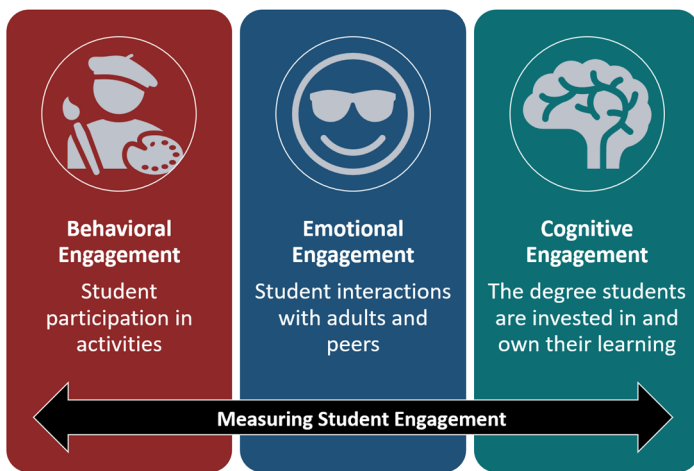 Behavioral
Engagement
Student
participation in
activities
Emotional
Engagement
Student interactions
with adults and
peers
Cognitive
Engagement
The degree students
are invested in and
own their learning
Measuring Student Engagement